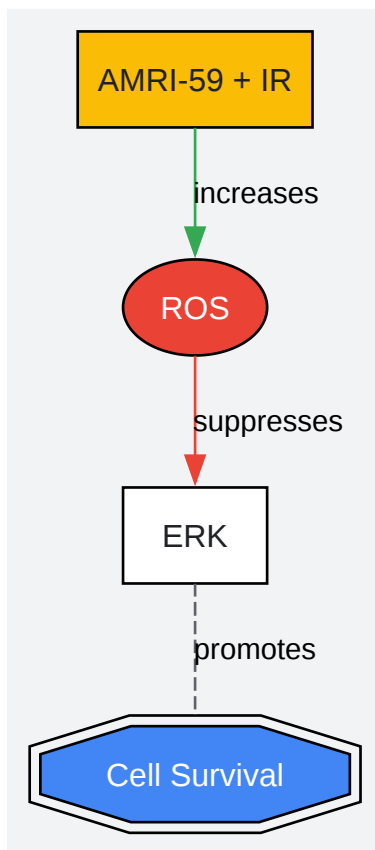 AMRI-59 + IR
increases
ROS
suppresses
ERK
promotes
Cell Survival